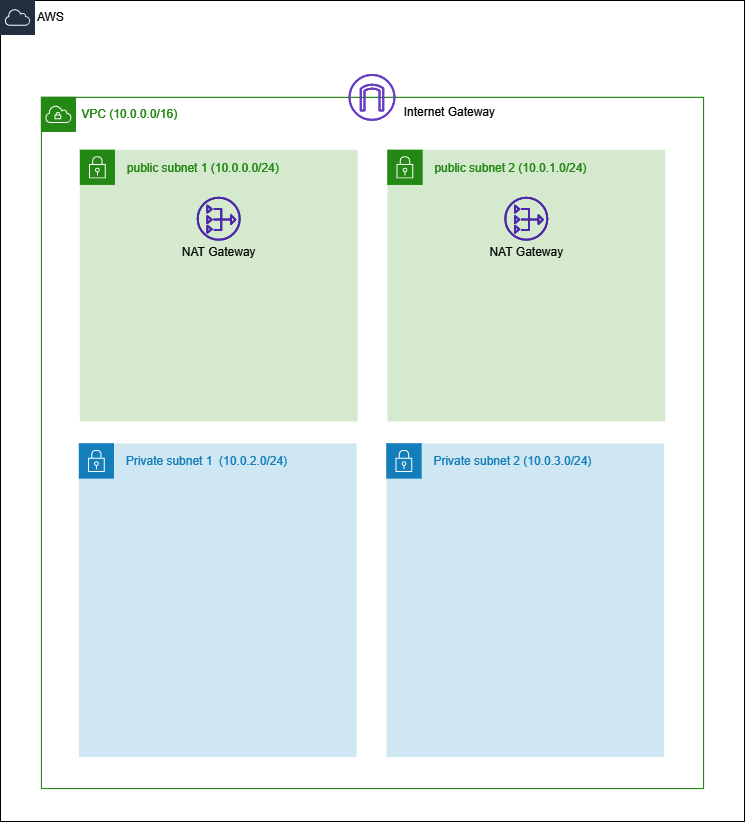 AWS
Internet Gateway
VPC (10.0.0.0/16)
public subnet 1 (10.0.0.0/24)
public subnet 2 (10.0.1.0/24)
NAT Gateway
NAT Gateway
Private subnet 1  (10.0.2.0/24)
Private subnet 2 (10.0.3.0/24)